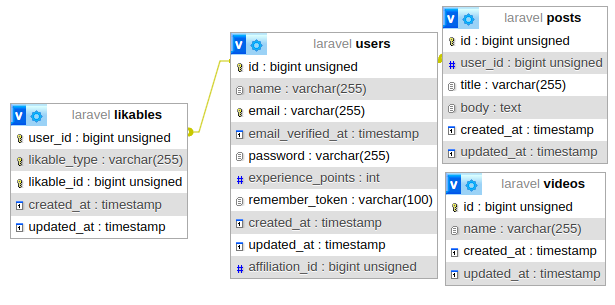 laravel likables
user_id : bigint unsigned
likable_type : varchar(255)
likable_id : bigint unsigned
created_at : timestamp
updated_at : timestamp
laravel users
id : bigint unsigned
name : varchar(255)
email : varchar(255)
email_verified_at : timestamp
password : varchar(255)
experience_points : int
remember_token : varchar(100)
created_at : timestamp
updated_at : timestamp
affiliation_id : bigint unsigned
laravel posts
id : bigint unsigned
user_id : bigint unsigned
title : varchar(255)
body : text
created_at : timestamp
updated_at : timestamp
laravel videos
id : bigint unsigned
name : varchar(255)
created_at : timestamp
updated_at : timestamp